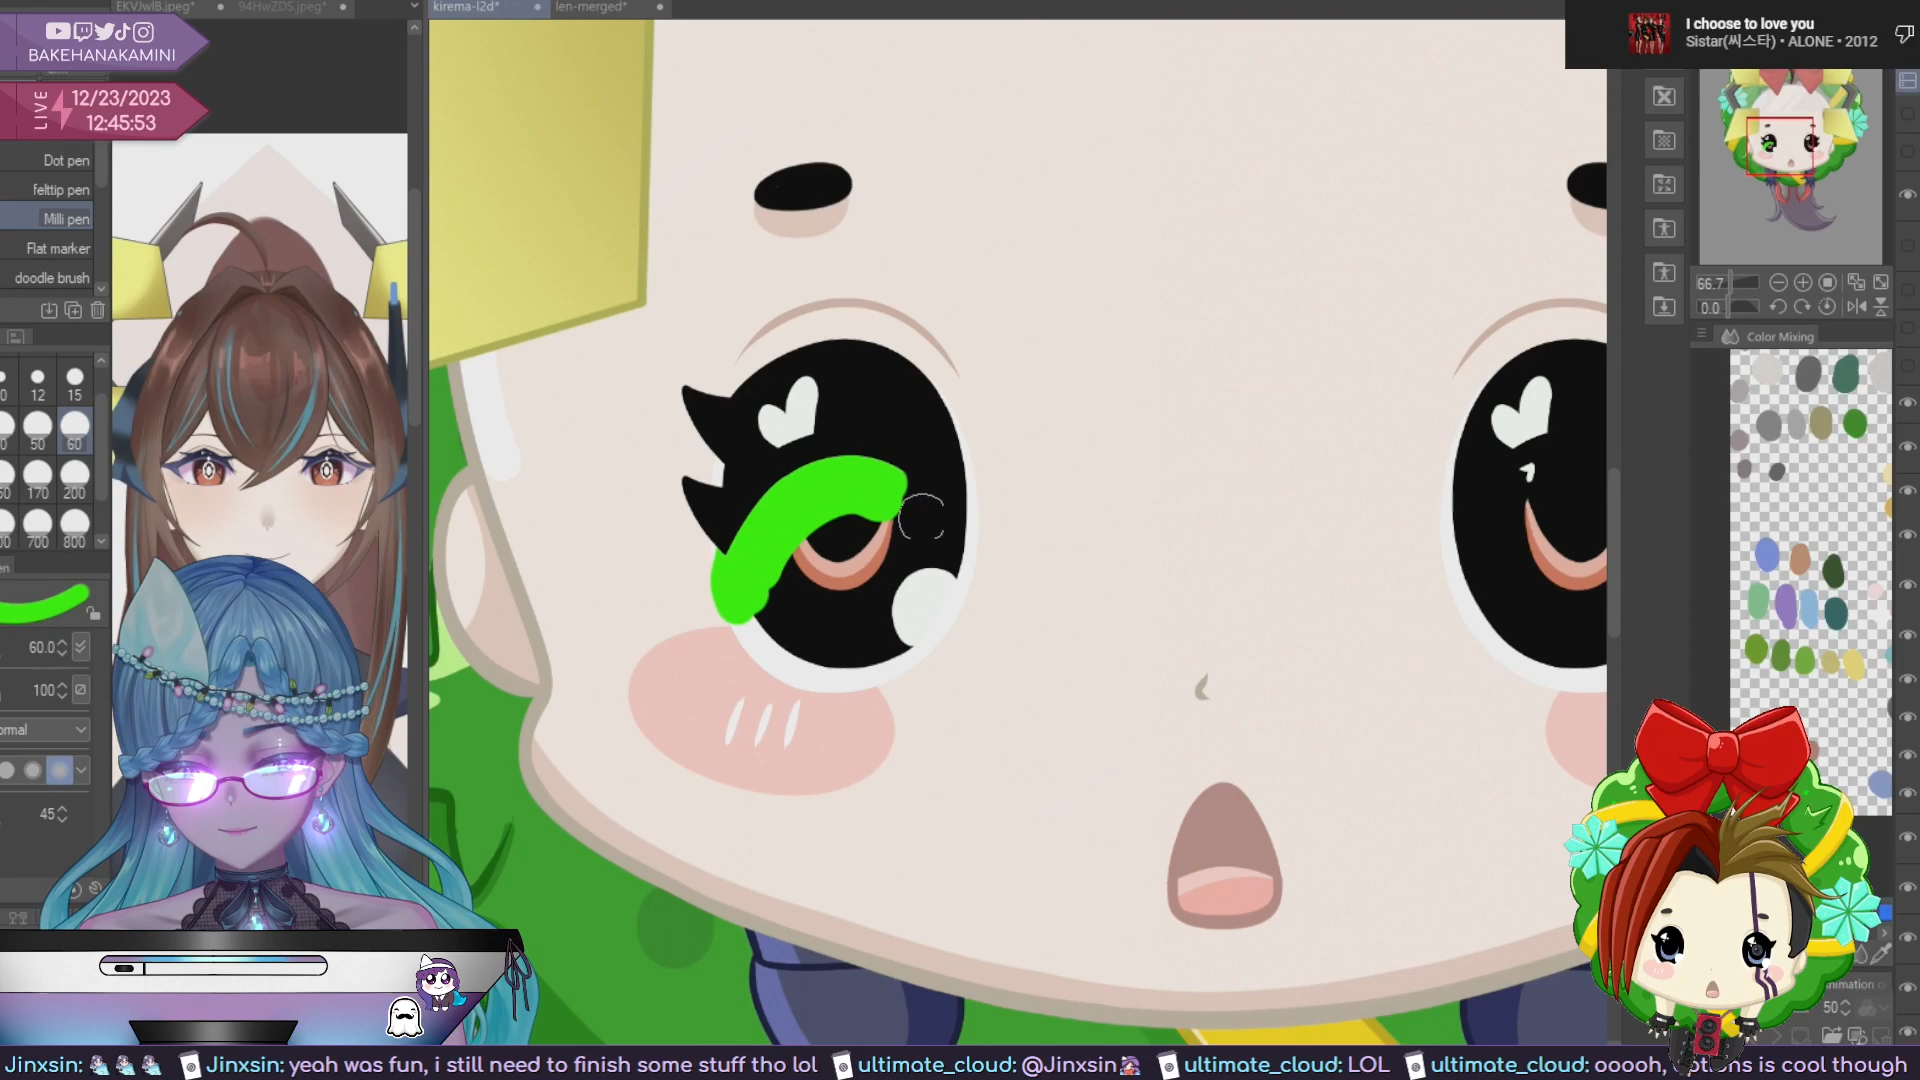 EKVJwIB.jpeg*
94HwZDS.jpeg*
kirema-l2d*
len-merged*
I choose to love you
Sistar(씨스타) • ALONE • 2012
BAKEHANAKAMINI
LIVE
12/23/2023
12:45:53
Dot pen
felttip pen
Milli pen
Flat marker
doodle brush
12
15
50
60
170
200
700
800
60.0
100
45
66.7
0.0
Color Mixing
50
Jinxsin:
Jinxsin: yeah was fun, i still need to finish some stuff tho lol
ultimate_cloud: @Jinxsin
ultimate_cloud: LOL
ultimate_cloud: ooooh,
is cool though